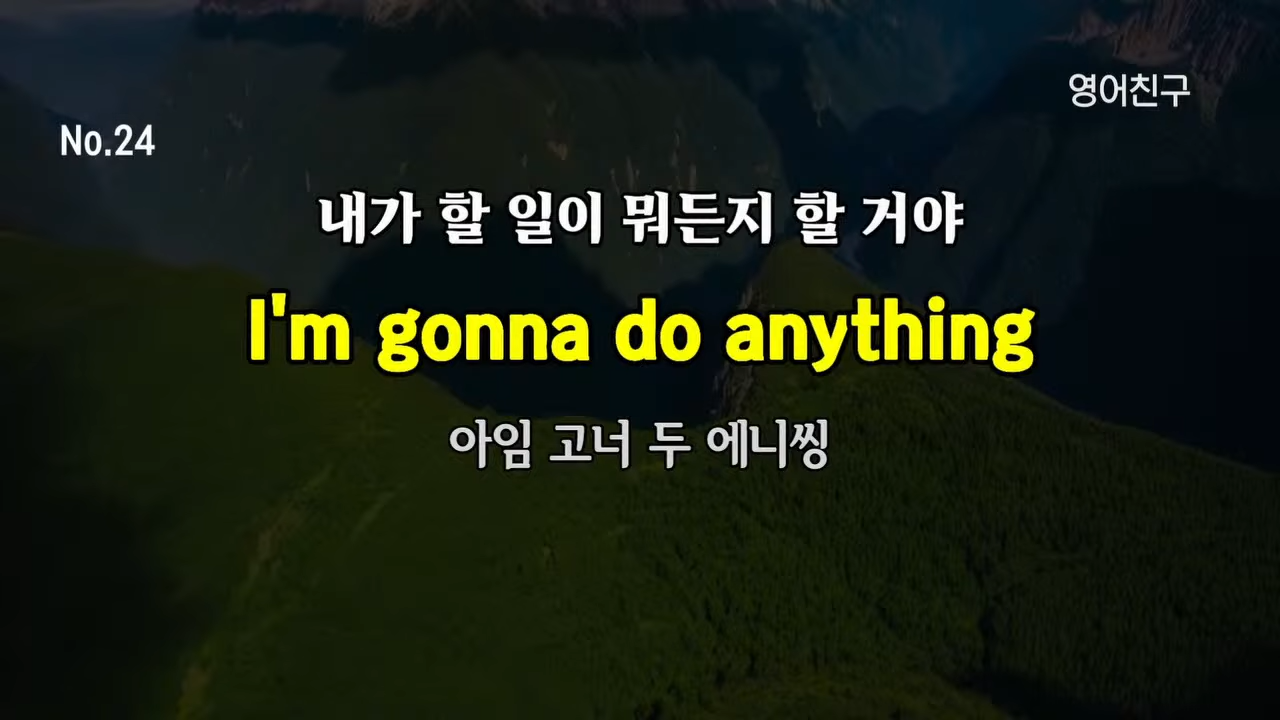 영어친구
No.24
내가 할 일이 뭐든지 할 거야
I'm gonna do anything
아임 고너 두 에니씽